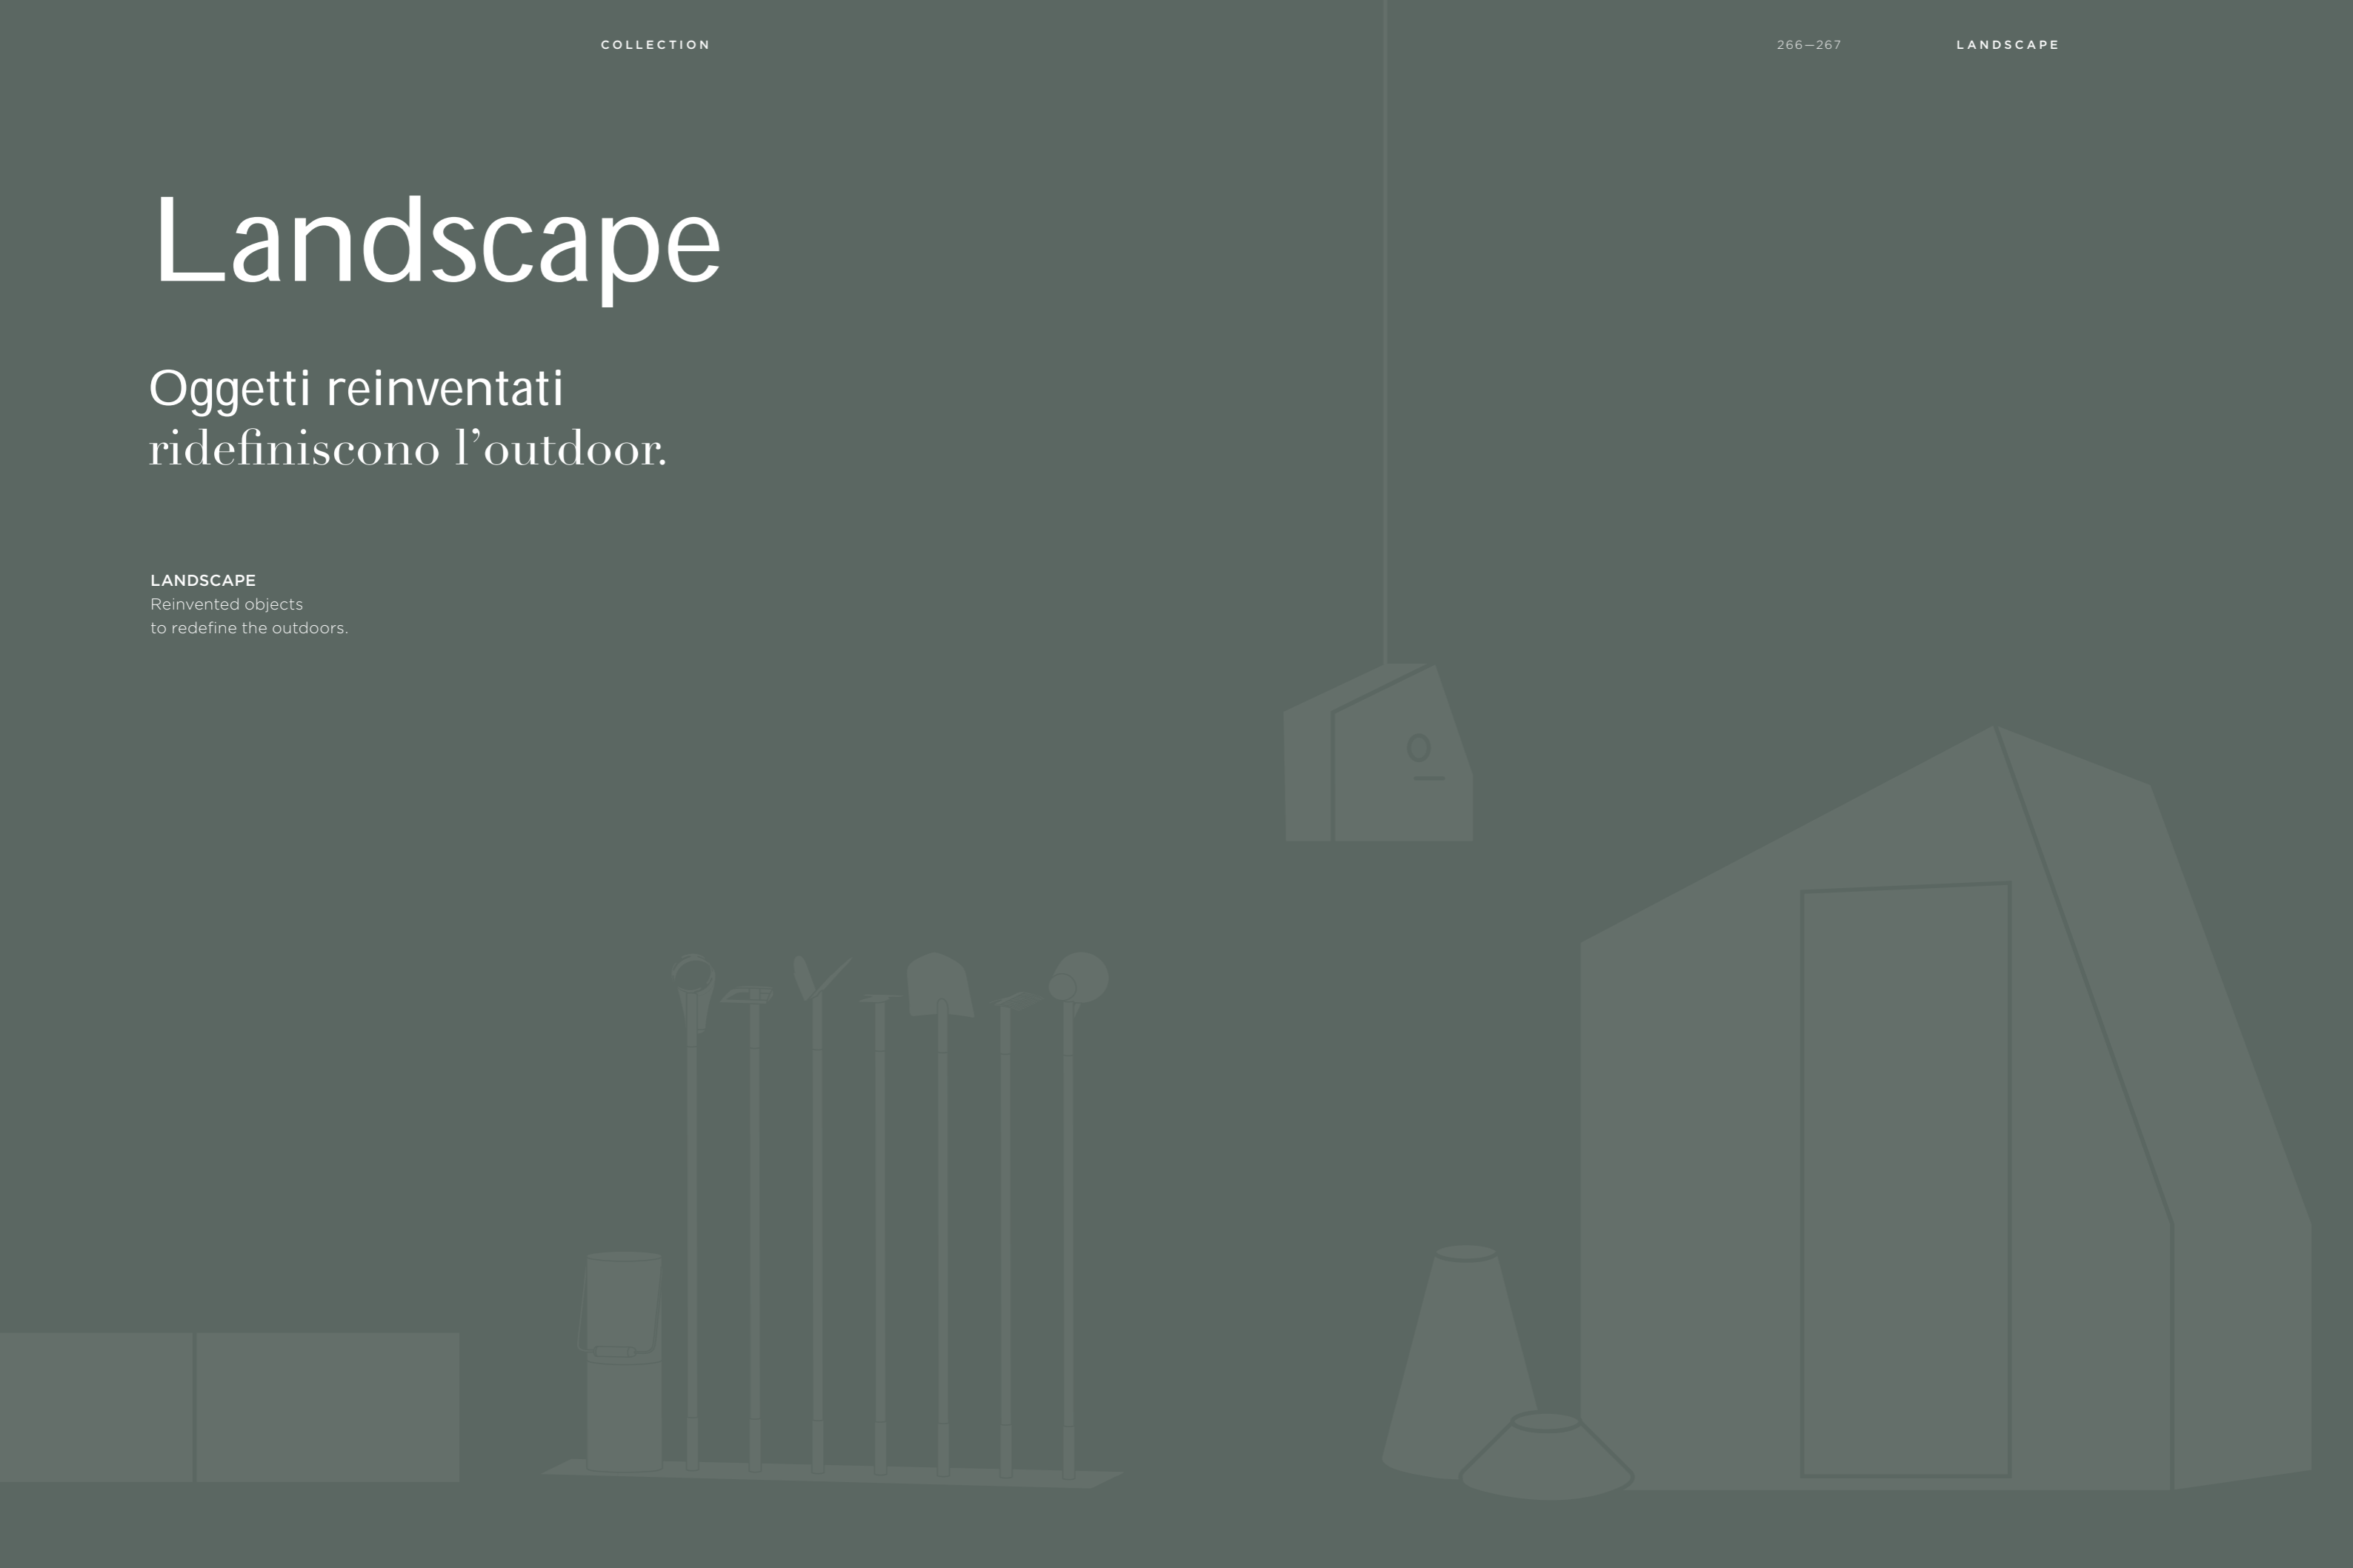 COLLECTION
266—267
LANDSCAPE
Landscape
Oggetti reinventati
ridefiniscono l’outdoor.
LANDSCAPE
Reinvented objects
to redefine the outdoors.